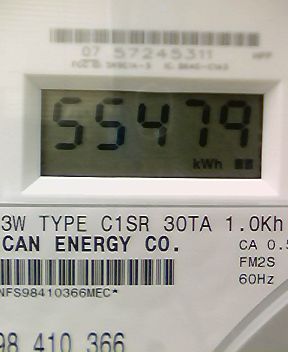 07 57245311
55479
kWh
3W TYPE C1SR 30TA 1.0Kh
CAN ENERGY CO.
CA 0.5
FM2S
60Hz
NFS98410366MEC*
98 410 366